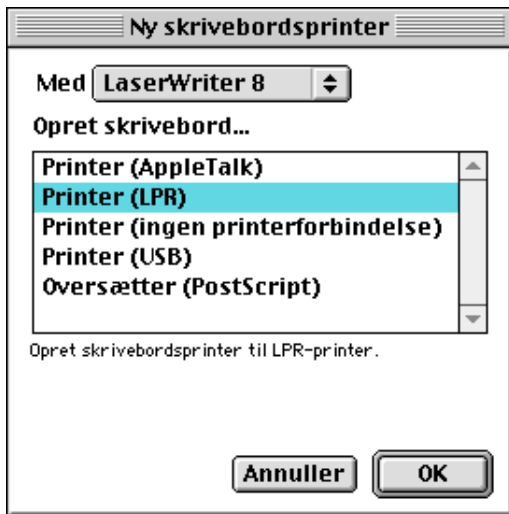 Ny skrivebordsprinter
Med LaserWriter 8
Opret skrivebord...
Printer (AppleTalk)
Printer (LPR)
Printer (ingen printerforbindelse)
Printer (USB)
Oversætter (PostScript)
Opret skrivebordsprinter til LPR-printer.
Annuller OK